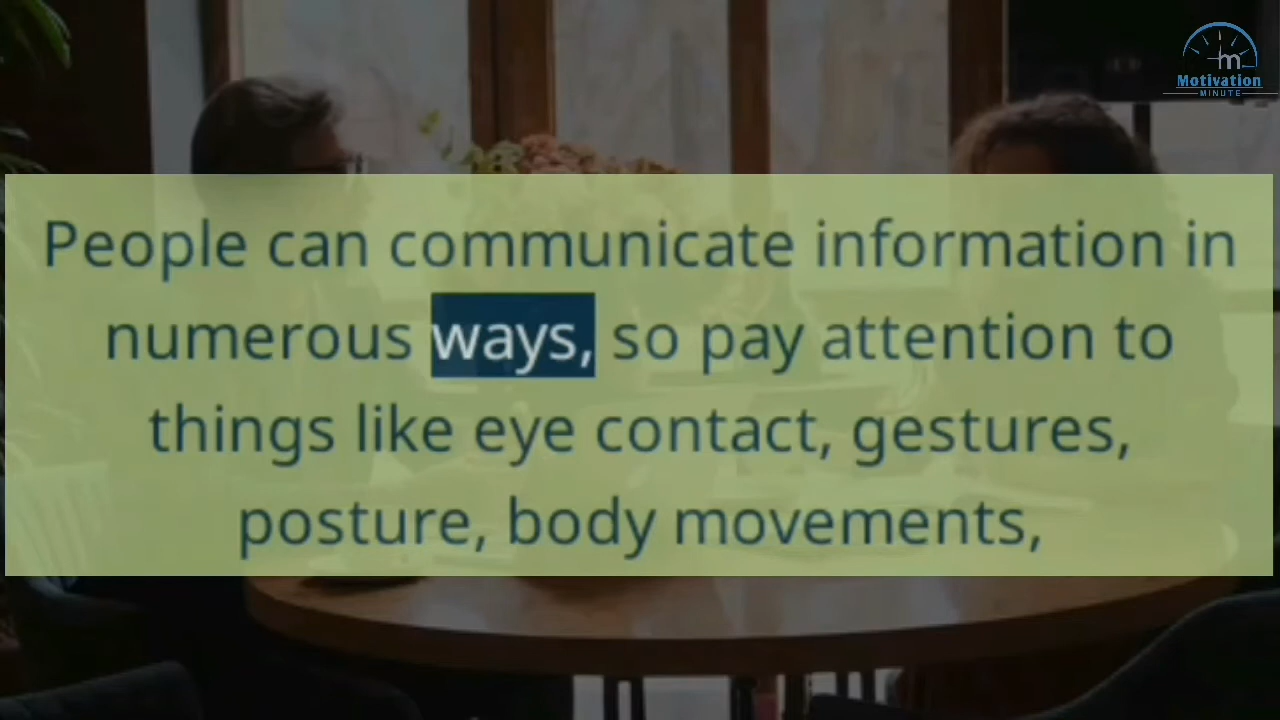 m
Motivation
MINUTE
People can communicate information in
numerous ways, so pay attention to
things like eye contact, gestures,
posture, body movements,